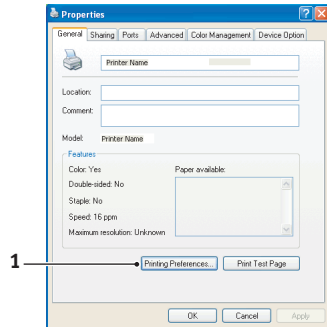 Properties
General Sharing Ports Advanced Color Management Device Option
Printer Name
Location:
Comment:
Model: Printer Name
Features
Color: Yes Paper available:
Double-sided: No
Staple: No
Speed: 16 ppm
Maximum resolution: Unknown
1
Printing Preferences... Print Test Page
OK Cancel Apply